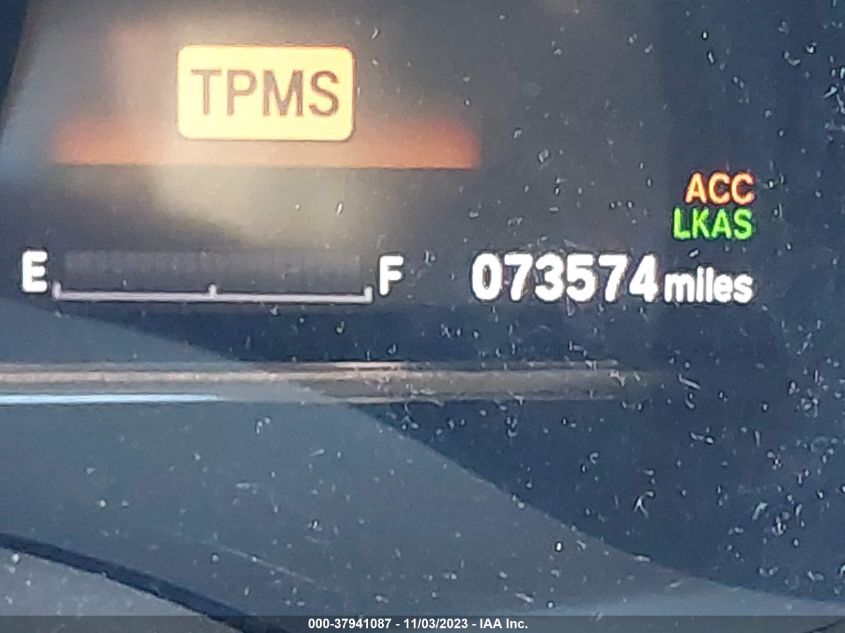 TPMS
ACC
LKAS
E F 073574 miles
000-37941087 - 11/03/2023 - IAA Inc.